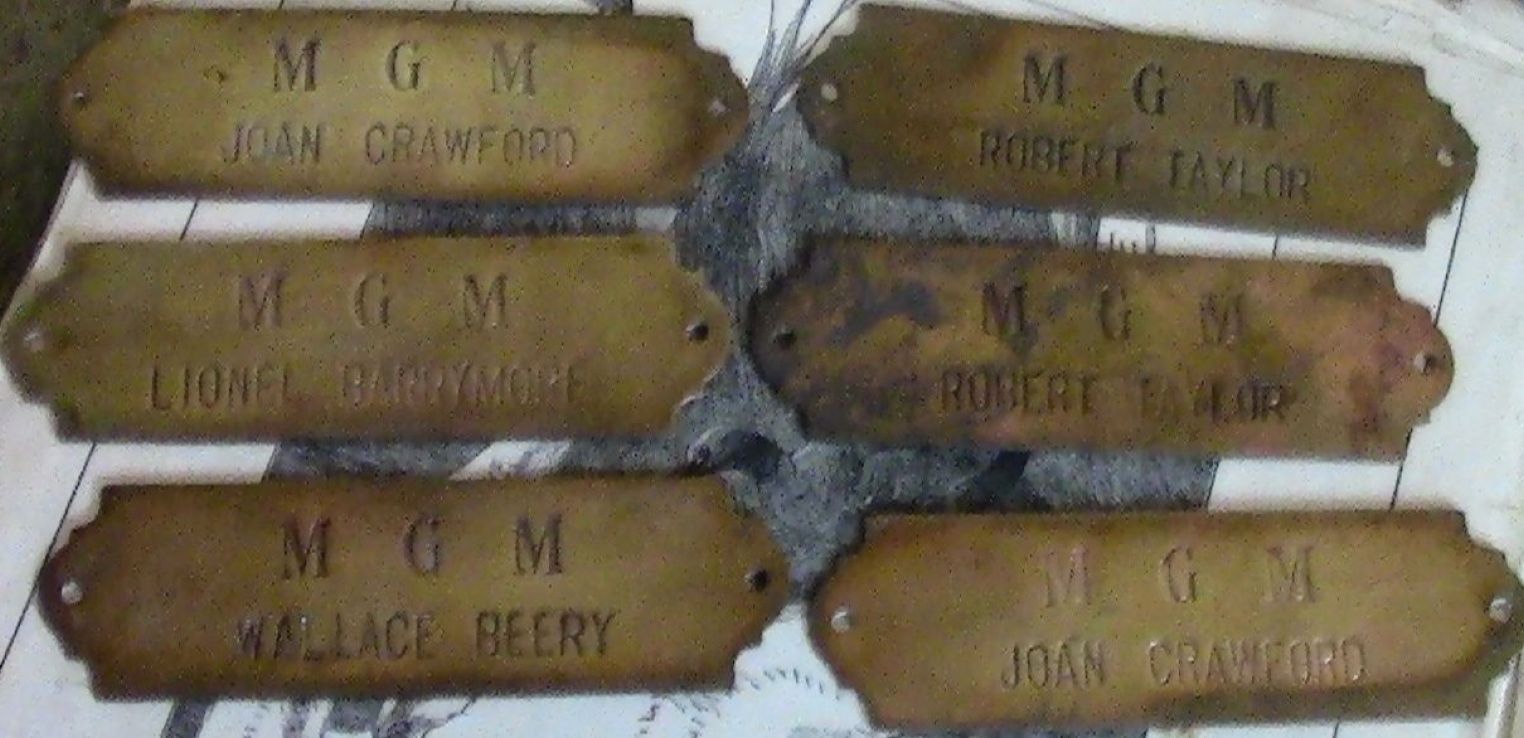 M G M
JOAN CRAWFORD
M G M
ROBERT TAYLOR
M G M
LIONEL BARRYMORE
M G M
ROBERT TAYLOR
M G M
WALLACE BEERY
M G M
JOAN CRAWFORD